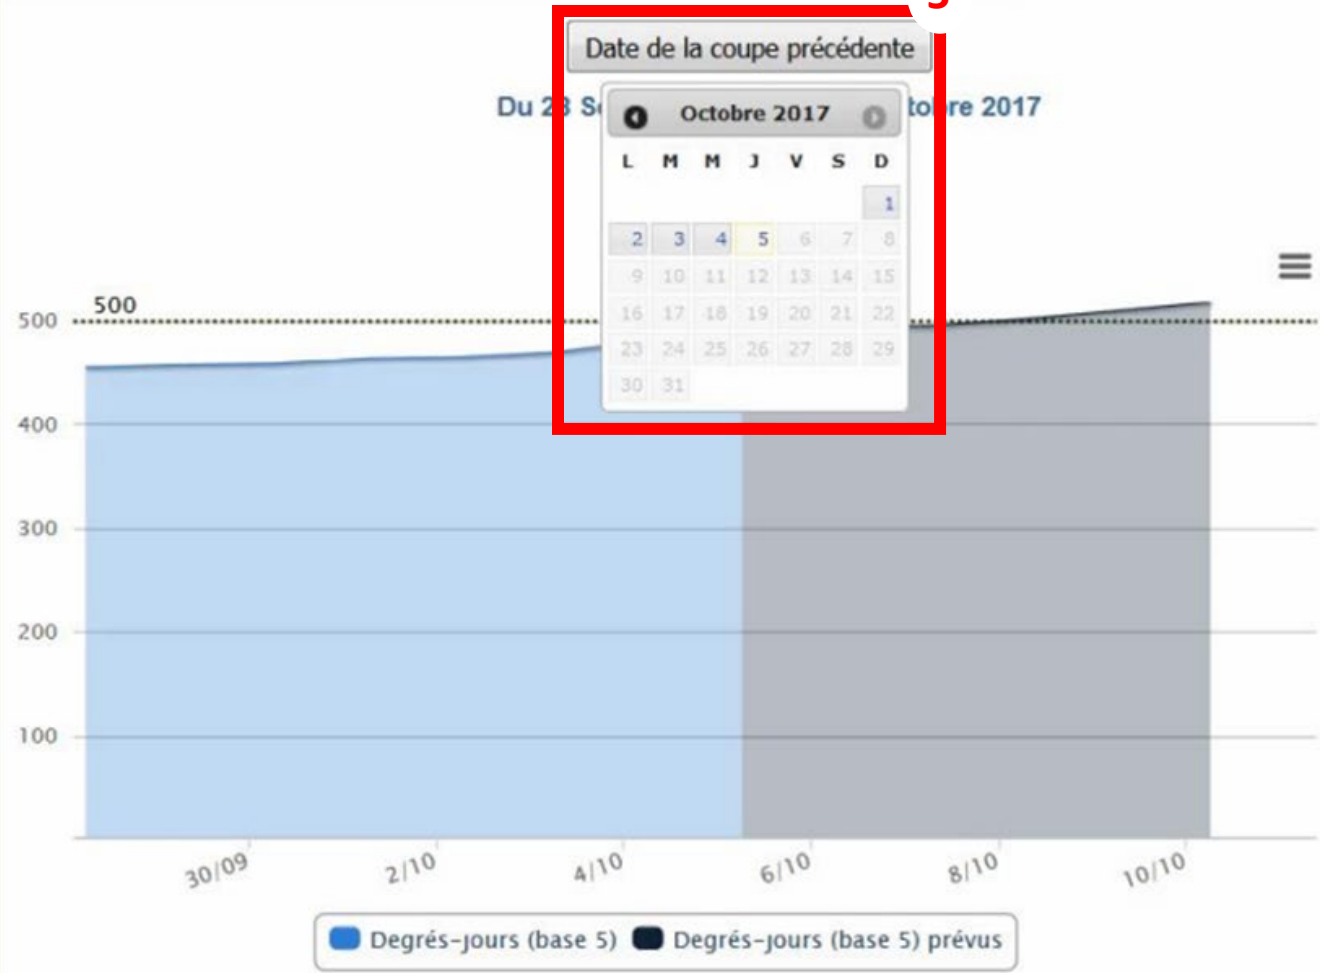 Date de la coupe précédente
Du 28 S tobre 2017
Octobre 2017
L M M J V S D
1
2 3 4 5 6 7 8
9 10 11 12 13 14 15
16 17 18 19 20 21 22
23 24 25 26 27 28 29
30 31
500
500
400
300
200
100
30/09 2/10 4/10 6/10 8/10 10/10
Degrés-jours (base 5) Degrés-jours (base 5) prévus